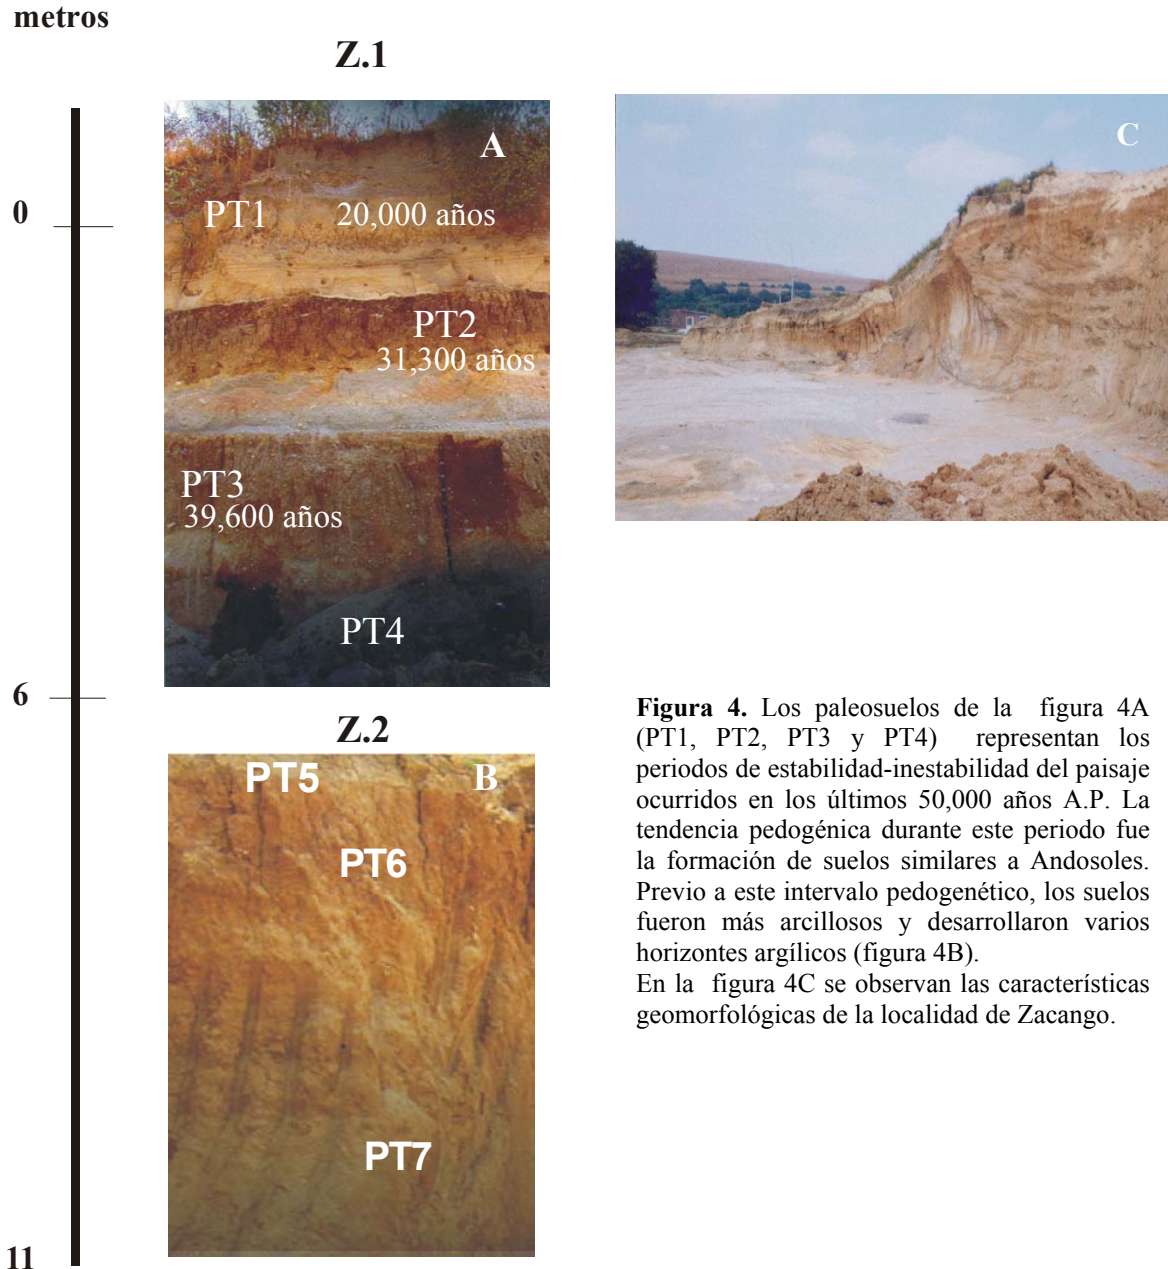 metros
Z.1
A
0
PT1
20,000 años
PT2
31,300 años
PT3
39,600 años
PT4
C
6
Z.2
PT5
B
PT6
PT7
11
Figura 4. Los paleosuelos de la figura 4A
(PT1, PT2, PT3 y PT4) representan los
periodos de estabilidad-inestabilidad del paisaje
ocurridos en los últimos 50,000 años A.P. La
tendencia pedogénica durante este periodo fue
la formación de suelos similares a Andosoles.
Previo a este intervalo pedogenético, los suelos
fueron más arcillosos y desarrollaron varios
horizontes argílicos (figura 4B).
En la figura 4C se observan las características
geomorfológicas de la localidad de Zacango.